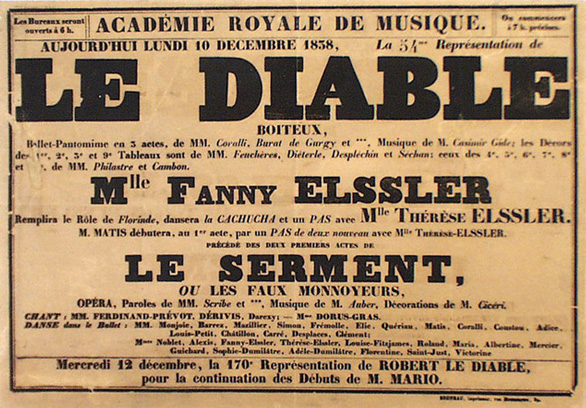 Les Bureaux seront
ouverts à 6 h.
ACADÉMIE ROYALE DE MUSIQUE.
On commencera
à 7 h. précises.
AUJOURD'HUI LUNDI 10 DECEMBRE 1838, La 54me Représentation de
LE DIABLE
BOITEUX,
Ballet-Pantomime en 3 actes, de MM. Coralli, Burat de Gurgy et ***, Musique de M. Casimir Gide; les Décors
des 1er, 2e, 3e et 9e Tableaux sont de MM. Feuchères, Diéterle, Despléchin et Séchan; ceux des 4e, 5e, 6e, 7e, 8e
et de MM. Philastre et Cambon.
Mlle FANNY ELSSLER
Remplira le Rôle de Florinde, dansera la CACHUCHA et un PAS avec Mlle THÉRÈSE ELSSLER.
M. MATIS débutera, au 1er acte, par un PAS de deux nouveau avec Mlle THÉRÈSE-ELSSLER.
PRÉCÉDÉ DES DEUX PREMIERS ACTES DE
LE SERMENT,
OU LES FAUX MONNOYEURS,
OPÉRA, Paroles de MM. Scribe et ***, Musique de M. Auber, Décorations de M. Cicéri.
CHANT: MM. FERDINAND-PRÉVOT, DÉRIVIS, Darexy; — Mme DORUS-GRAS.
DANSE dans le Ballet: MM. Monjoie, Barrez, Mazillier, Simon, Frémolle, Elie, Quériau, Matis, Coralli, Coustou, Adice,
Louis-Petit, Châtillon, Carré, Desplaces, Clément;
Mmes Noblet, Alexis, Fanny-Elssler, Thérèse-Elssler, Louise-Fitzjames, Roland, Maria, Albertine, Mercier,
Guichard, Sophie-Dumilâtre, Adèle-Dumilâtre, Florentine, Saint-Just, Victorine
Mercredi 12 décembre, la 170e Représentation de ROBERT LE DIABLE,
pour la continuation des Débuts de M. MARIO.